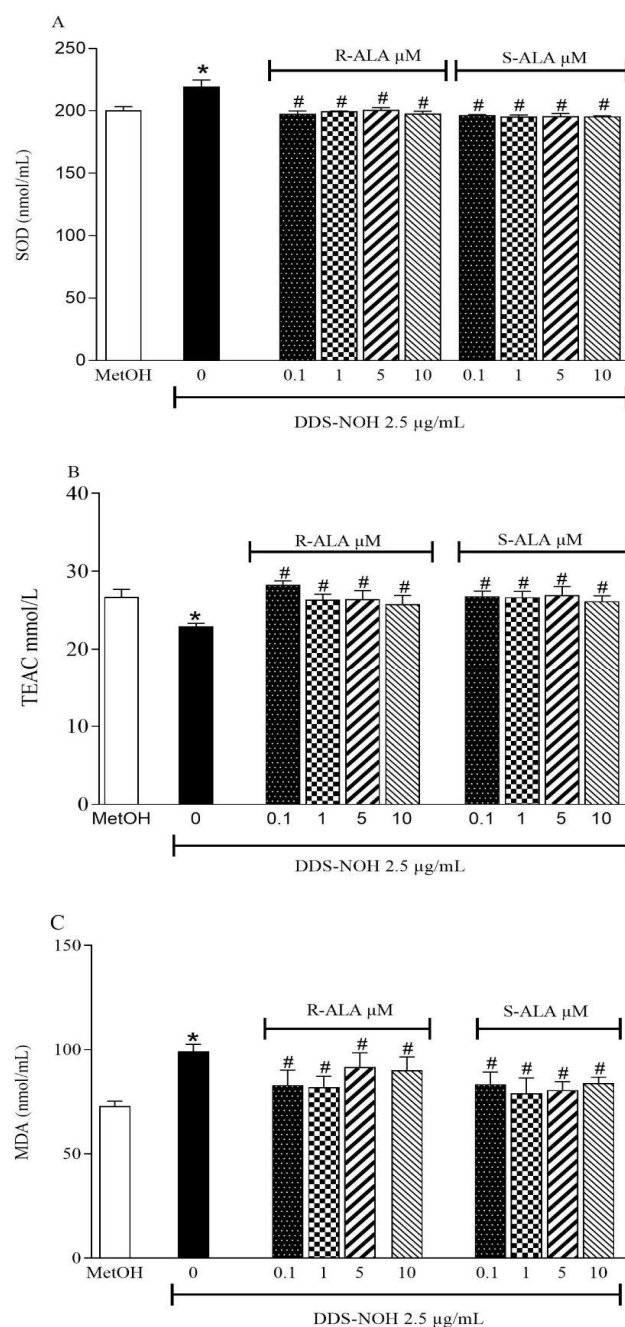 A
SOD (nmol/mL)
250
200
150
100
50
0
R-ALA µM
S-ALA µM
*
# # # # # # # #
MetOH 0 0.1 1 5 10 0.1 1 5 10
DDS-NOH 2.5 µg/mL
B
TEAC mmol/L
40
30
20
10
0
R-ALA µM
S-ALA µM
*
# # # # # # # #
MetOH 0 0.1 1 5 10 0.1 1 5 10
DDS-NOH 2.5 µg/mL
C
MDA (nmol/mL)
150
100
50
0
R-ALA µM
S-ALA µM
*
# # # # # # # #
MetOH 0 0.1 1 5 10 0.1 1 5 10
DDS-NOH 2.5 µg/mL